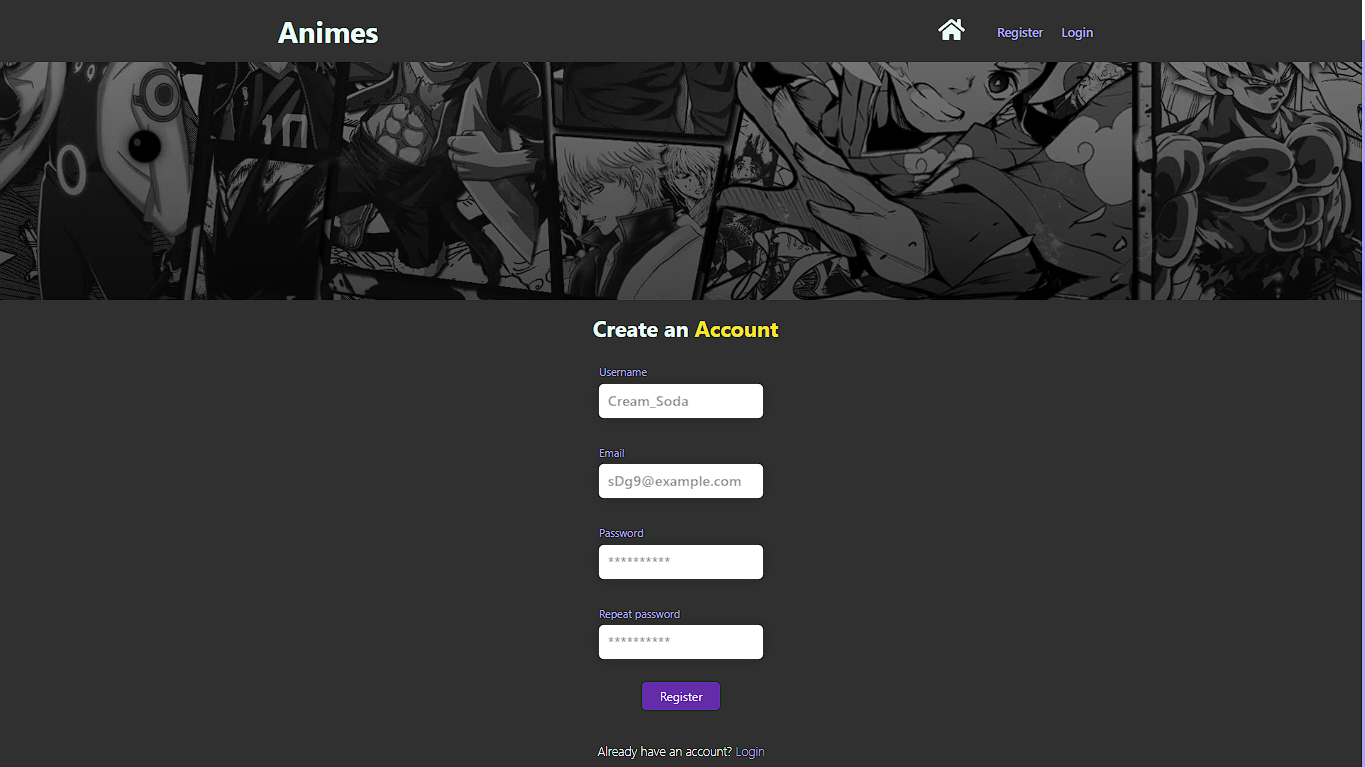 Animes
Register Login
10
Create an Account
Username
Cream_Soda
Email
sDg9@example.com
Password
**********
Repeat password
**********
Register
Already have an account? Login